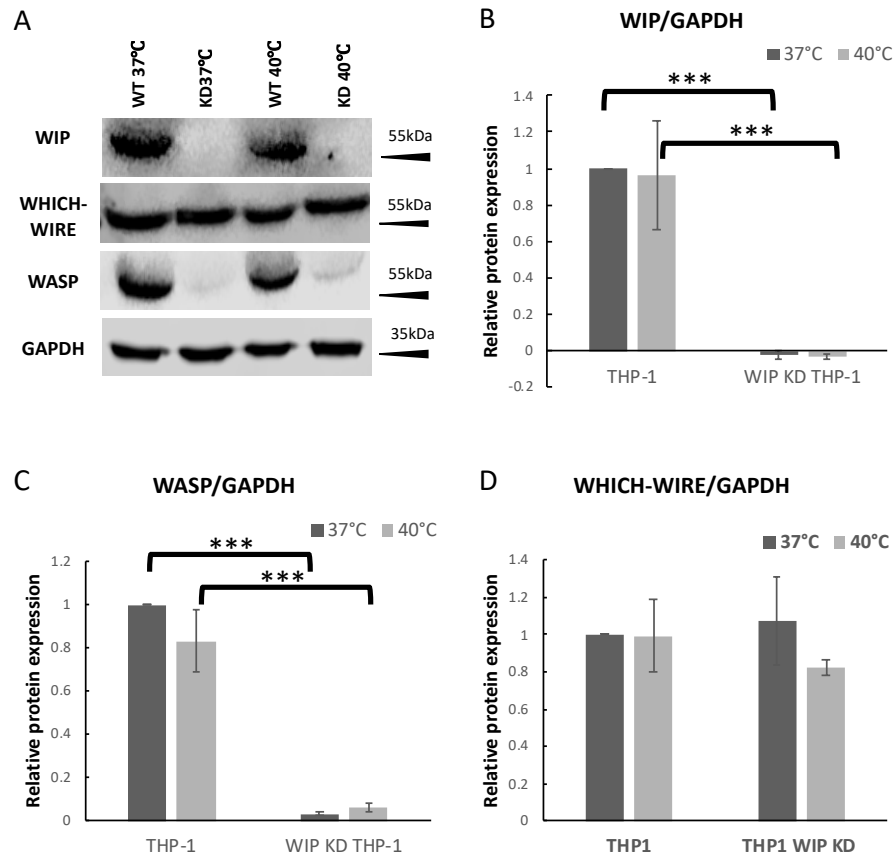 A
WT 37℃
KD37℃
WT 40℃
KD 40℃
WIP
55kDa
WHICH-
WIRE
55kDa
WASP
55kDa
GAPDH
35kDa
B
WIP/GAPDH
37°C 40°C
Relative protein expression
1.4
1.2
1
0.8
0.6
0.4
0.2
0
-0.2
***
***
THP-1 WIP KD THP-1
C
WASP/GAPDH
37°C 40°C
Relative protein expression
1.2
1
0.8
0.6
0.4
0.2
0
***
***
THP-1 WIP KD THP-1
D
WHICH-WIRE/GAPDH
37°C 40°C
Relative protein expression
1.4
1.2
1
0.8
0.6
0.4
0.2
0
THP1 THP1 WIP KD